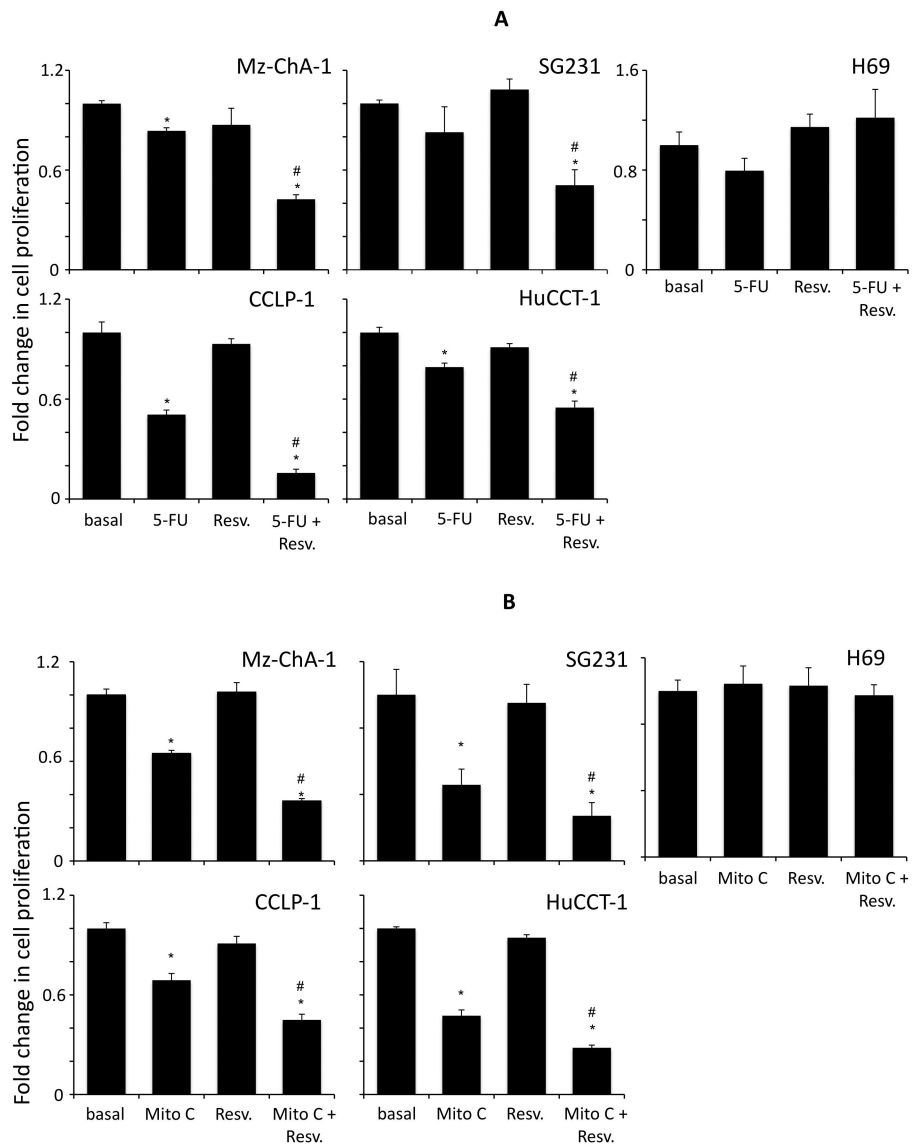 A
Mz-ChA-1
SG231
H69
1.2
0.6
0
*
#
*
#
*
1.6
0.8
0
basal
5-FU
Resv.
5-FU +
Resv.
Fold change in cell proliferation
CCLP-1
HuCCT-1
1.2
0.6
0
*
#
*
*
#
*
basal
5-FU
Resv.
5-FU +
Resv.
basal
5-FU
Resv.
5-FU +
Resv.
B
Mz-ChA-1
SG231
H69
1.2
0.6
0
*
#
*
*
#
*
basal
Mito C
Resv.
Mito C +
Resv.
Fold change in cell proliferation
CCLP-1
HuCCT-1
1.2
0.6
0
*
#
*
*
#
*
basal
Mito C
Resv.
Mito C +
Resv.
basal
Mito C
Resv.
Mito C +
Resv.